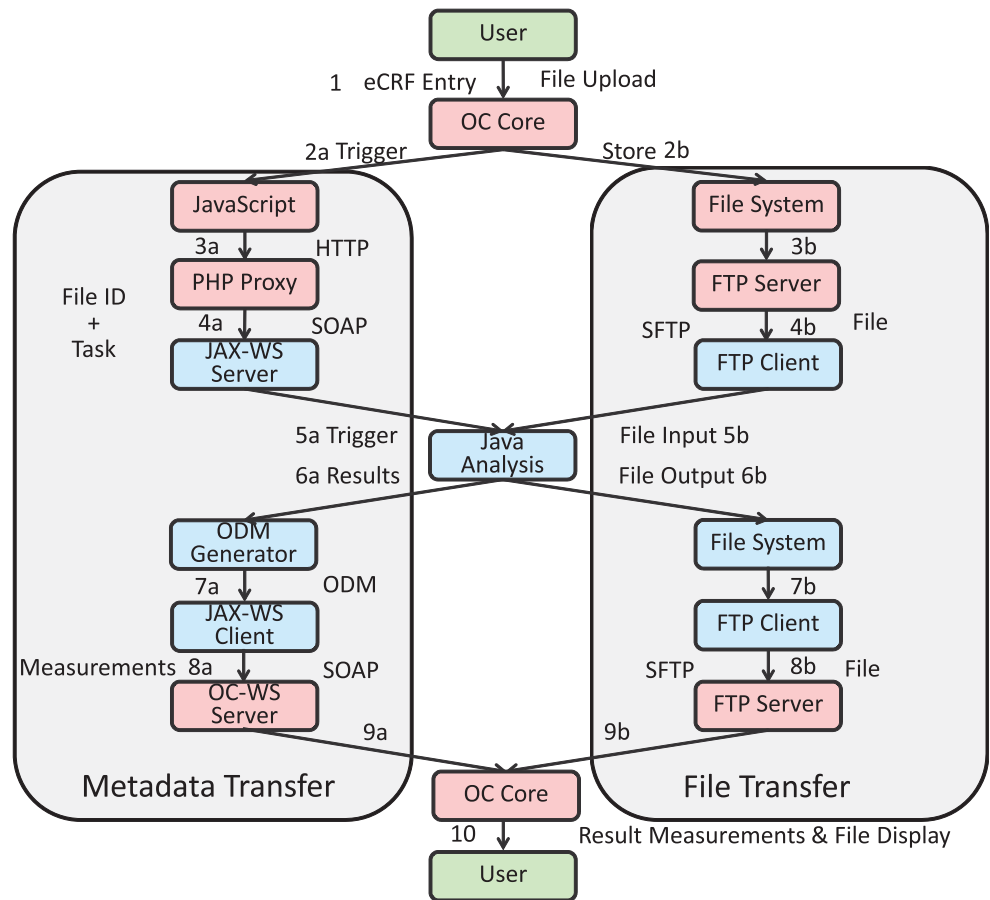 User
1 eCRF Entry File Upload
OC Core
2a Trigger Store 2b
JavaScript File System
3a HTTP 3b
PHP Proxy FTP Server
File ID
+
Task
4a SOAP SFTP 4b File
JAX-WS
Server
FTP Client
5a Trigger File Input 5b
Java
Analysis
6a Results File Output 6b
ODM
Generator
File System
7a ODM 7b
JAX-WS
Client
FTP Client
Measurements 8a SOAP SFTP 8b File
OC-WS
Server
FTP Server
9a 9b
Metadata Transfer File Transfer
OC Core
10 Result Measurements & File Display
User